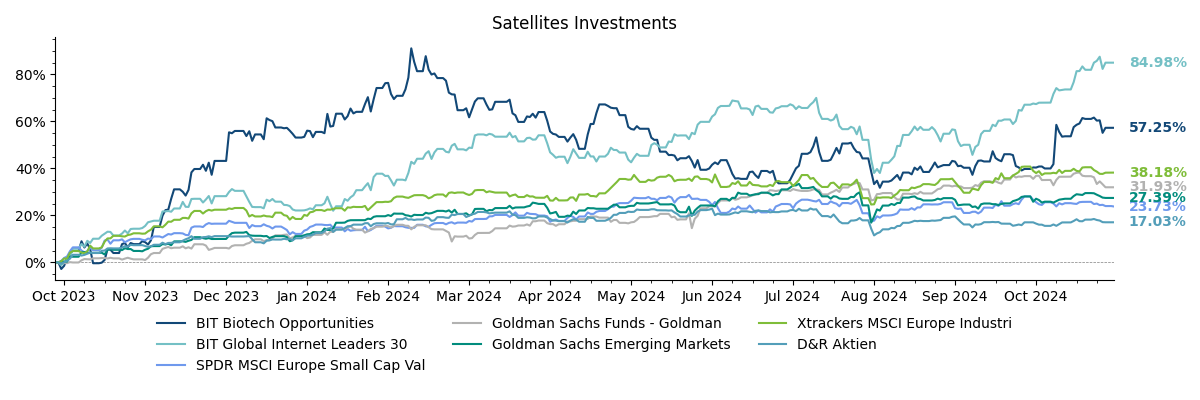 Satellites Investments
80%
60%
40%
20%
0%
84.98%
57.25%
38.18%
31.93%
27.39%
23.73%
17.03%
Oct 2023 Nov 2023 Dec 2023 Jan 2024 Feb 2024 Mar 2024 Apr 2024 May 2024 Jun 2024 Jul 2024 Aug 2024 Sep 2024 Oct 2024
BIT Biotech Opportunities
BIT Global Internet Leaders 30
SPDR MSCI Europe Small Cap Val
Goldman Sachs Funds - Goldman
Goldman Sachs Emerging Markets
Xtrackers MSCI Europe Industri
D&R Aktien